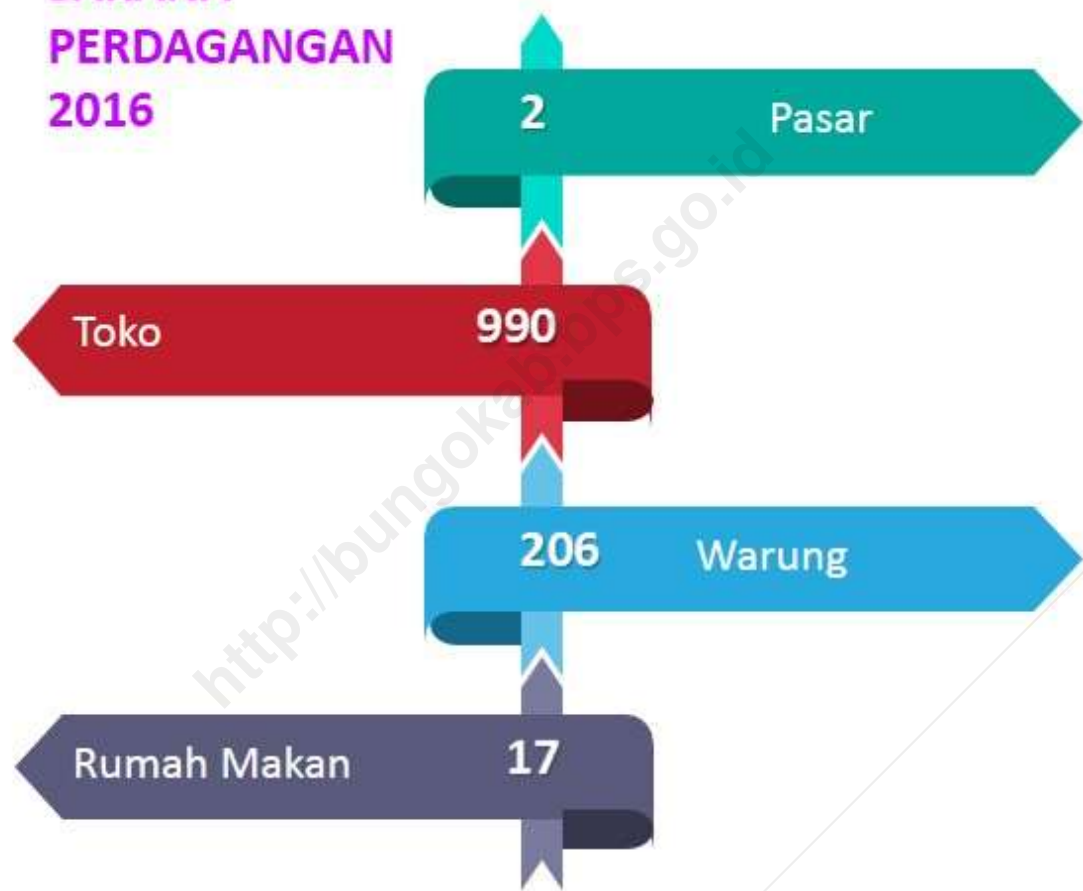 PERDAGANGAN
2016
2 Pasar
Toko 990
206 Warung
Rumah Makan 17
http://bungokab.bps.go.id